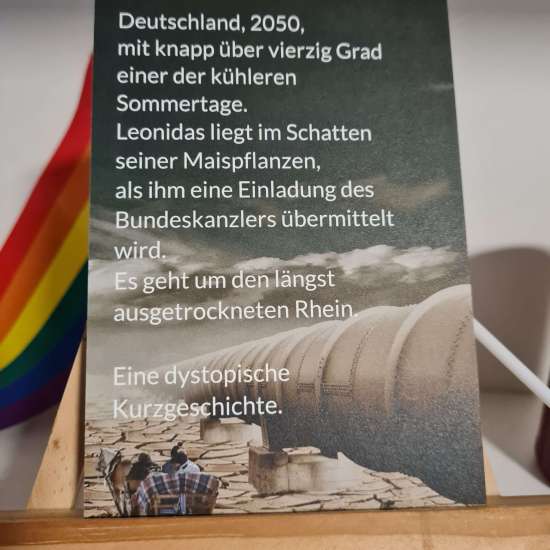 Deutschland, 2050,
mit knapp über vierzig Grad
einer der kühleren
Sommertage.
Leonidas liegt im Schatten
seiner Maispflanzen,
als ihm eine Einladung des
Bundeskanzlers übermittelt
wird.
Es geht um den längst
ausgetrockneten Rhein.
Eine dystopische
Kurzgeschichte.